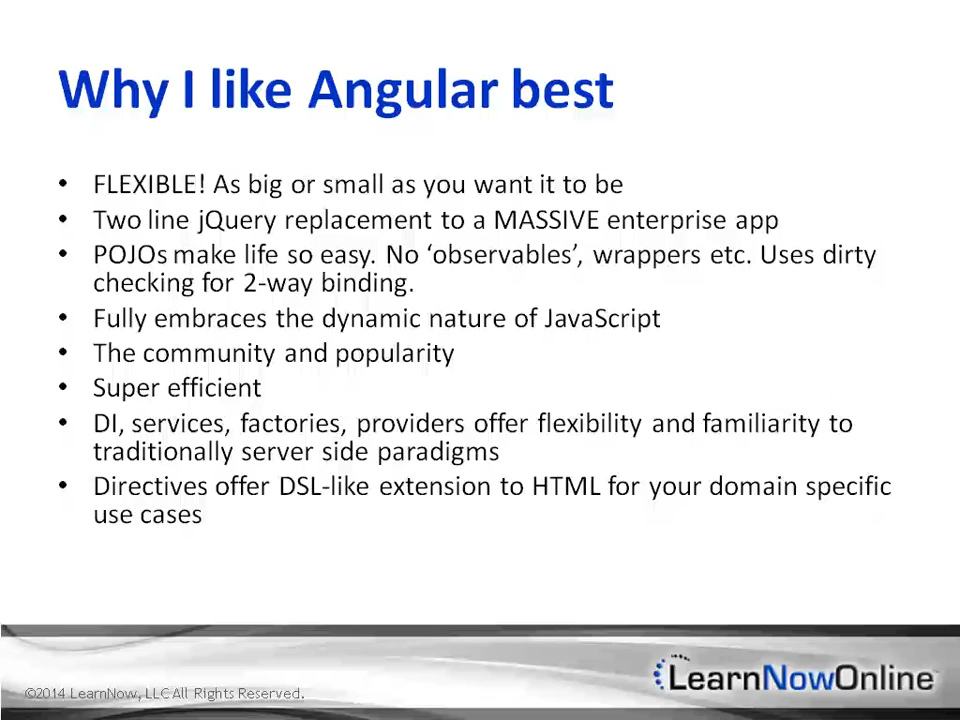 Why I like Angular best
• FLEXIBLE! As big or small as you want it to be
• Two line jQuery replacement to a MASSIVE enterprise app
• POJOs make life so easy. No ‘observables’, wrappers etc. Uses dirty
checking for 2-way binding.
• Fully embraces the dynamic nature of JavaScript
• The community and popularity
• Super efficient
• DI, services, factories, providers offer flexibility and familiarity to
traditionally server side paradigms
• Directives offer DSL-like extension to HTML for your domain specific
use cases
©2014 LearnNow, LLC All Rights Reserved.
LearnNowOnline